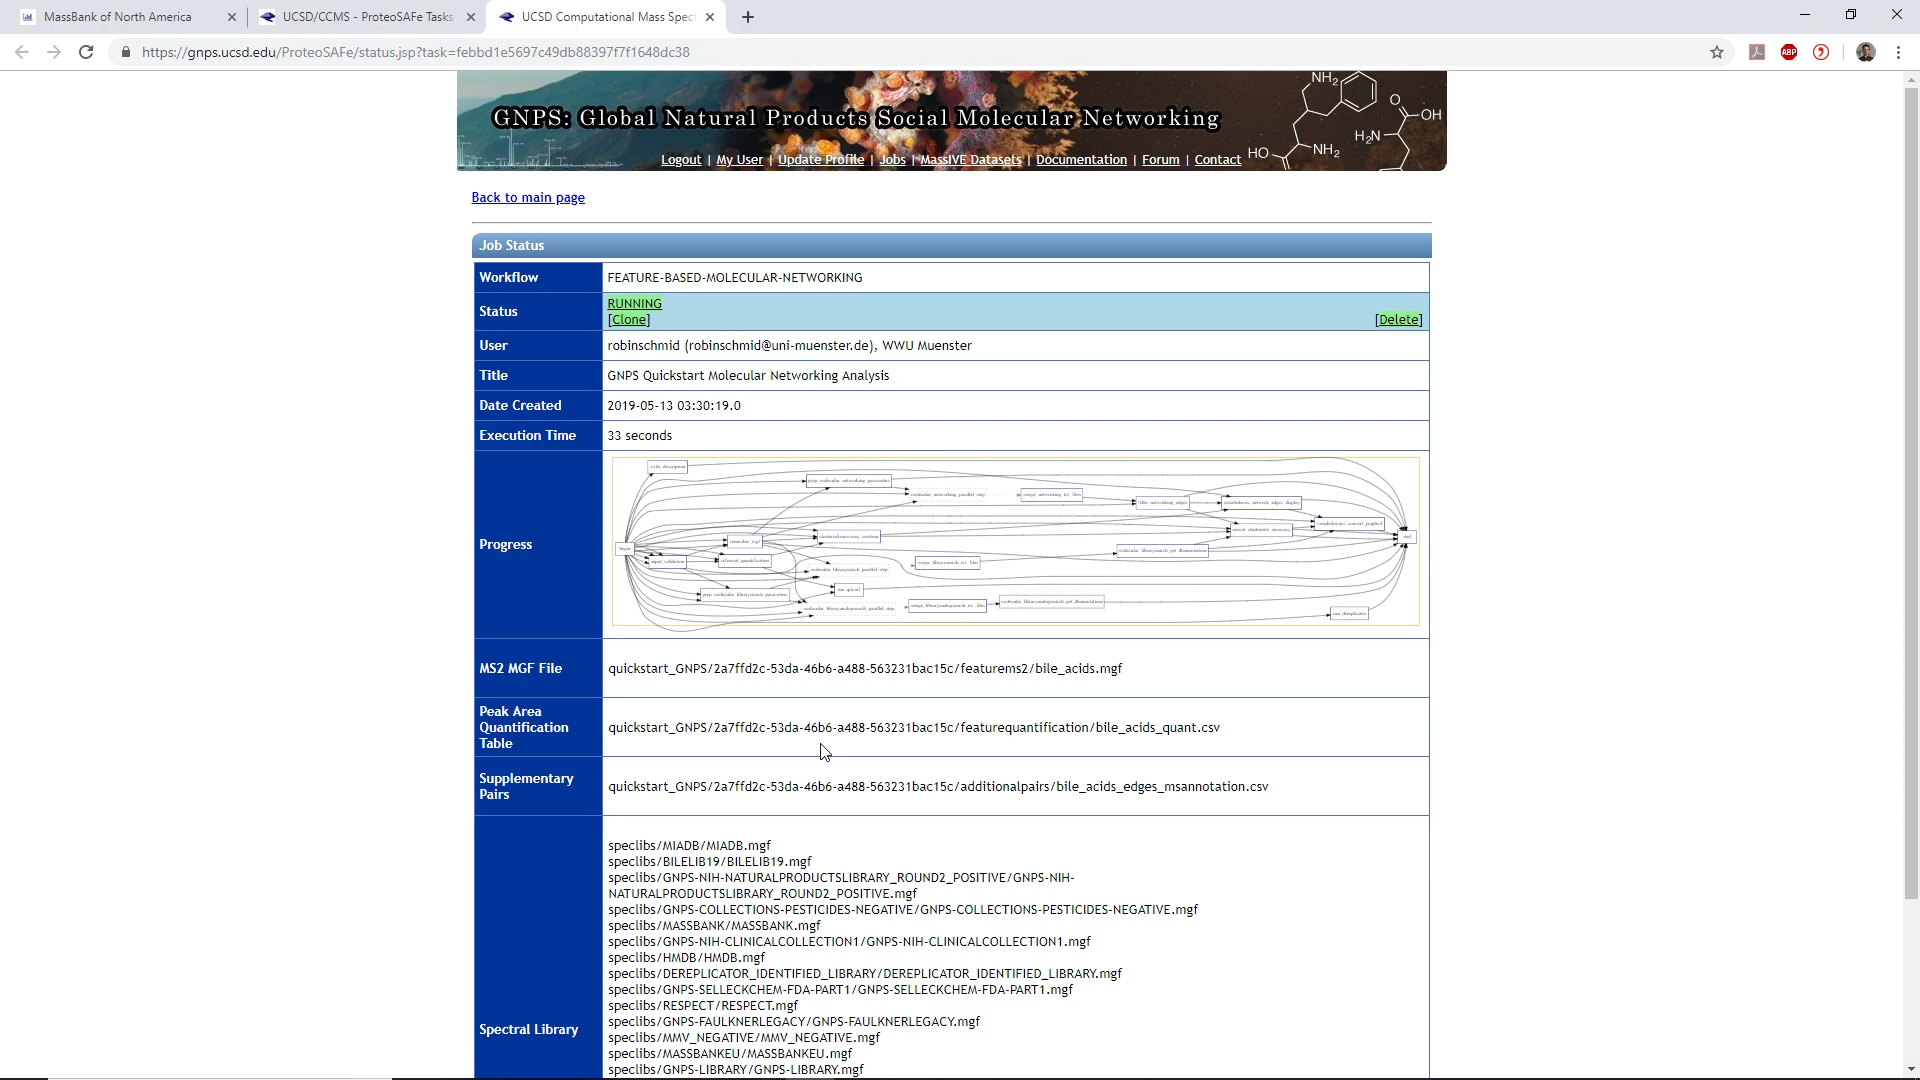 MassBank of North America
UCSD/CCMS - ProteoSAFe Tasks
UCSD Computational Mass Spect
https://gnps.ucsd.edu/ProteoSAFe/status.jsp?task=febbd1e5697c49db88397f7f1648dc38
ABP
GNPS: Global Natural Products Social Molecular Networking
NH2
O
OH
H2N
HO
NH2
Logout | My User | Update Profile | Jobs | MassIVE Datasets | Documentation | Forum | Contact
Back to main page
Job Status
Workflow
FEATURE-BASED-MOLECULAR-NETWORKING
Status
RUNNING
[Clone]
[Delete]
User
robinschmid (robinschmid@uni-muenster.de), WWU Muenster
Title
GNPS Quickstart Molecular Networking Analysis
Date Created
2019-05-13 03:30:19.0
Execution Time
33 seconds
Progress
MS2 MGF File
quickstart_GNPS/2a7ffd2c-53da-46b6-a488-563231bac15c/featurems2/bile_acids.mgf
Peak Area
Quantification
Table
quickstart_GNPS/2a7ffd2c-53da-46b6-a488-563231bac15c/featurequantification/bile_acids_quant.csv
Supplementary
Pairs
quickstart_GNPS/2a7ffd2c-53da-46b6-a488-563231bac15c/additionalpairs/bile_acids_edges_msannotation.csv
Spectral Library
speclibs/MIADB/MIADB.mgf
speclibs/BILELIB19/BILELIB19.mgf
speclibs/GNPS-NIH-NATURALPRODUCTSLIBRARY_ROUND2_POSITIVE/GNPS-NIH-
NATURALPRODUCTSLIBRARY_ROUND2_POSITIVE.mgf
speclibs/GNPS-COLLECTIONS-PESTICIDES-NEGATIVE/GNPS-COLLECTIONS-PESTICIDES-NEGATIVE.mgf
speclibs/MASSBANK/MASSBANK.mgf
speclibs/GNPS-NIH-CLINICALCOLLECTION1/GNPS-NIH-CLINICALCOLLECTION1.mgf
speclibs/HMDB/HMDB.mgf
speclibs/DEREPLICATOR_IDENTIFIED_LIBRARY/DEREPLICATOR_IDENTIFIED_LIBRARY.mgf
speclibs/GNPS-SELLECKCHEM-FDA-PART1/GNPS-SELLECKCHEM-FDA-PART1.mgf
speclibs/RESPECT/RESPECT.mgf
speclibs/GNPS-FAULKNERLEGACY/GNPS-FAULKNERLEGACY.mgf
speclibs/MMV_NEGATIVE/MMV_NEGATIVE.mgf
speclibs/MASSBANKEU/MASSBANKEU.mgf
speclibs/GNPS-LIBRARY/GNPS-LIBRARY.mgf